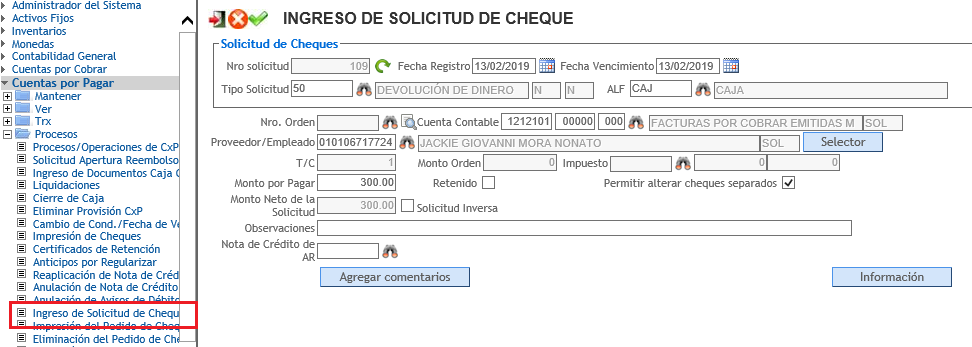 Administrador del Sistema
Activos Fijos
Inventarios
Monedas
Contabilidad General
Cuentas por Cobrar
Cuentas por Pagar
Mantener
Ver
Trx
Procesos
Procesos/Operaciones de CxP
Solicitud Apertura Reembolso
Ingreso de Documentos Caja C
Liquidaciones
Cierre de Caja
Eliminar Provisión CxP
Cambio de Cond./Fecha de Ve
Impresión de Cheques
Certificados de Retención
Anticipos por Regularizar
Reaplicación de Nota de Créd
Anulación de Nota de Crédito
Anulación de Avisos de Débito
Ingreso de Solicitud de Chequ
Impresión del Pedido de Cheq
Eliminación del Pedido de Che
INGRESO DE SOLICITUD DE CHEQUE
Solicitud de Cheques
Nro solicitud 109 Fecha Registro 13/02/2019 Fecha Vencimiento 13/02/2019
Tipo Solicitud 50 DEVOLUCIÓN DE DINERO N N ALF CAJ CAJA
Nro. Orden Cuenta Contable 1212101 00000 000 FACTURAS POR COBRAR EMITIDAS M SOL
Proveedor/Empleado 010106717724 JACKIE GIOVANNI MORA NONATO SOL Selector
T/C 1 Monto Orden 0 Impuesto 0 0
Monto por Pagar 300.00 Retenido Permitir alterar cheques separados
Monto Neto de la Solicitud 300.00 Solicitud Inversa
Observaciones
Nota de Crédito de AR
Agregar comentarios Información